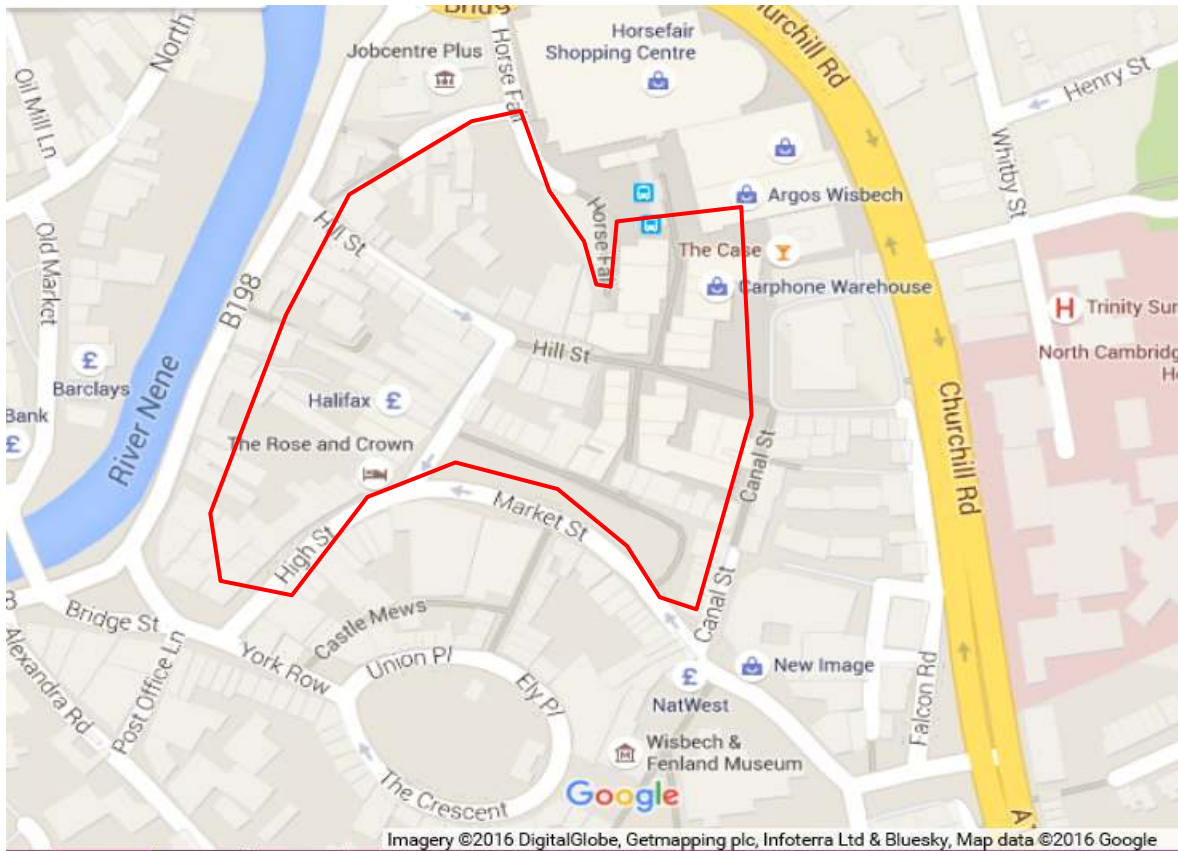 Bridg
Churchill Rd
North
Horsefair
Shopping Centre
Jobcentre Plus
Horse Fair
Henry St
Oil Mill Ln
Whitby St
Argos Wisbech
Hill St
Horse Fair
Old Market
The Case
B198
Carphone Warehouse
H
Trinity Sur
Hill St
North Cambridg
Ho
£
Barclays
River Nene
Halifax
£
Churchill Rd
Bank
£
The Rose and Crown
Canal St
Market St
High St
Castle Mews
Canal St
Bridge St
York Row
Union Pl
Ely Pl
Post Office Ln
Alexandra Rd
New Image
£
NatWest
Falcon Rd
Wisbech &
Fenland Museum
The Crescent
Google
Imagery ©2016 DigitalGlobe, Getmapping plc, Infoterra Ltd & Bluesky, Map data ©2016 Google